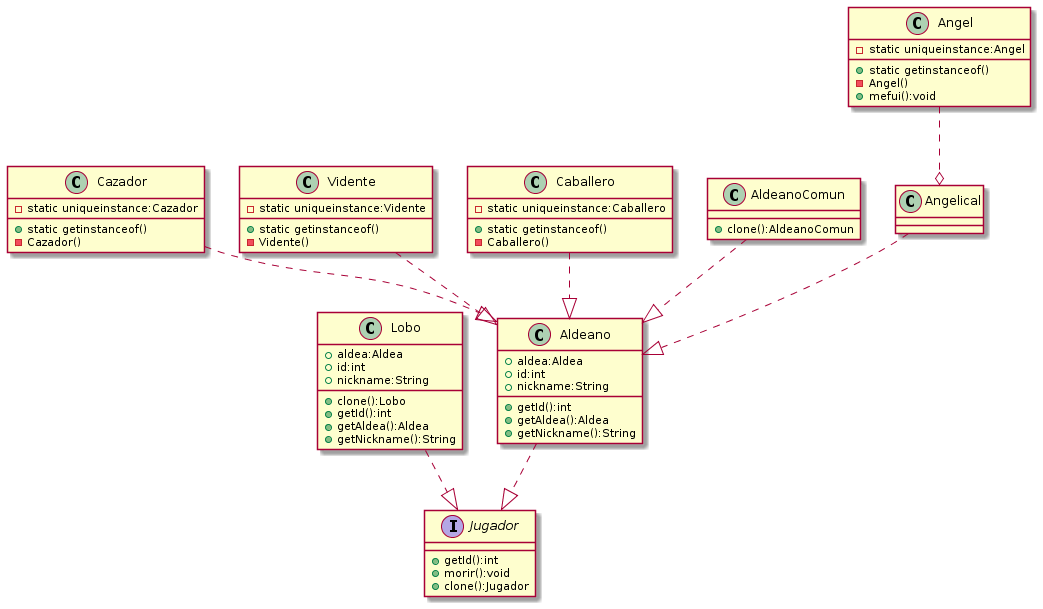 C Angel
static uniqueinstance:Angel
static getinstanceof()
Angel()
mefui():void
C Cazador
static uniqueinstance:Cazador
static getinstanceof()
Cazador()
C Vidente
static uniqueinstance:Vidente
static getinstanceof()
Vidente()
C Caballero
static uniqueinstance:Caballero
static getinstanceof()
Caballero()
C AldeanoComun
clone():AldeanoComun
C Angelical
C Lobo
aldea:Aldea
id:int
nickname:String
clone():Lobo
getId():int
getAldea():Aldea
getNickname():String
C Aldeano
aldea:Aldea
id:int
nickname:String
getId():int
getAldea():Aldea
getNickname():String
I Jugador
getId():int
morir():void
clone():Jugador